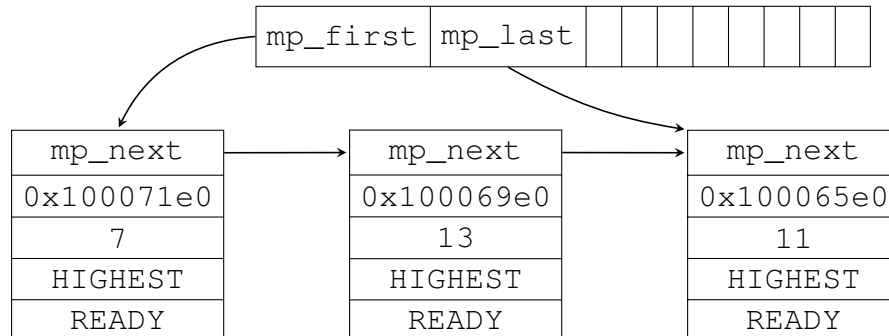 mp_first mp_last
mp_next mp_next mp_next
0x100071e0 0x100069e0 0x100065e0
7 13 11
HIGHEST HIGHEST HIGHEST
READY READY READY